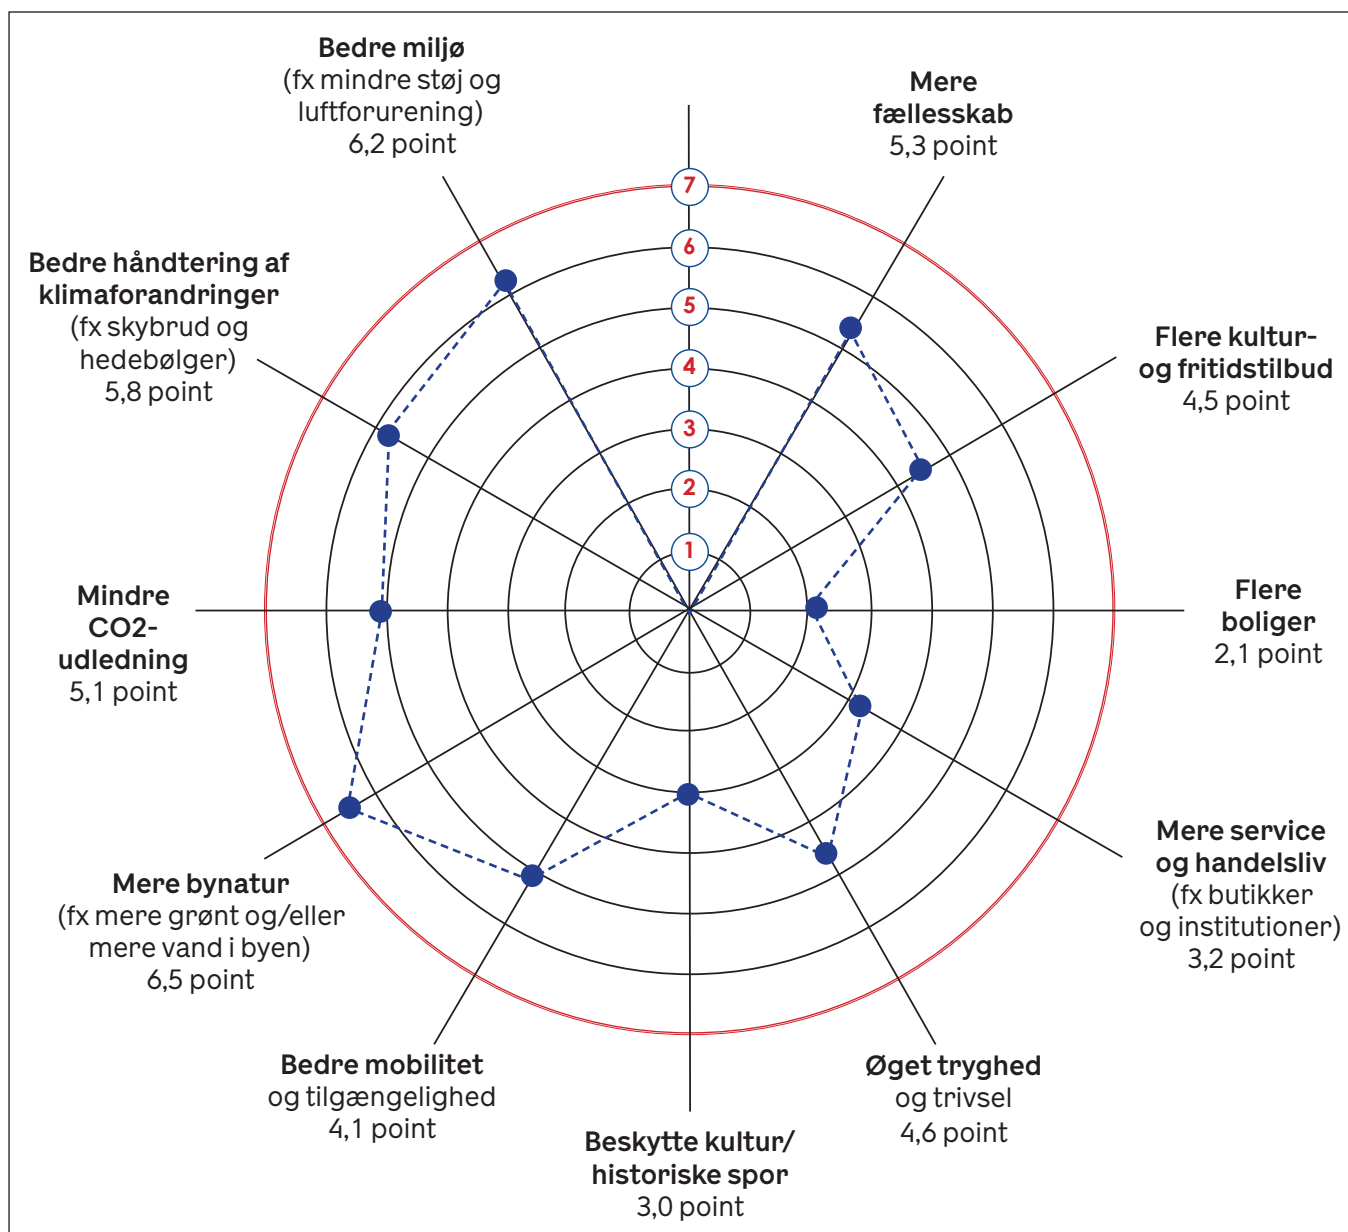 Bedre miljø
(fx mindre støj og
luftforurening)
6,2 point
Mere
fællesskab
5,3 point
7
6
5
4
3
2
1
Bedre håndtering af
klimaforandringer
(fx skybrud og
hedebølger)
5,8 point
Flere kultur-
og fritidstilbud
4,5 point
Mindre
CO2-
udledning
5,1 point
Flere
boliger
2,1 point
Mere bynatur
(fx mere grønt og/eller
mere vand i byen)
6,5 point
Mere service
og handelsliv
(fx butikker
og institutioner)
3,2 point
Bedre mobilitet
og tilgængelighed
4,1 point
Beskytte kultur/
historiske spor
3,0 point
Øget tryghed
og trivsel
4,6 point